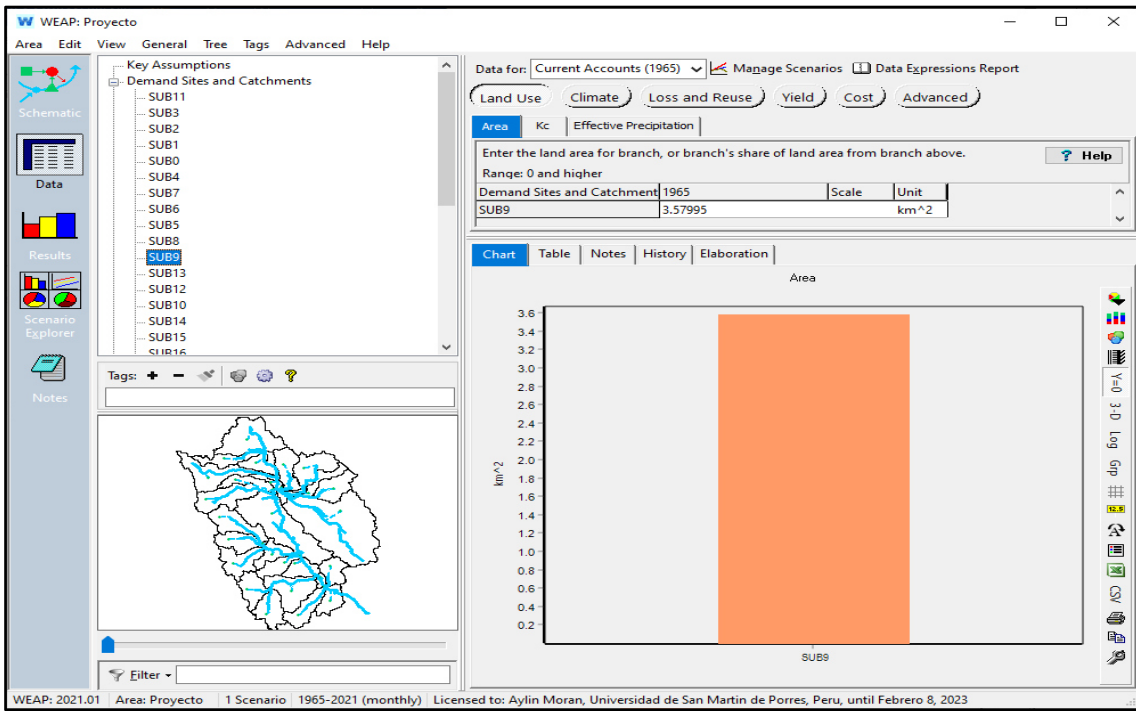 WEAP: Proyecto
Area Edit View General Tree Tags Advanced Help
Schematic
Data
Results
Scenario
Explorer
Notes
Key Assumptions
Demand Sites and Catchments
SUB11
SUB3
SUB2
SUB1
SUB0
SUB4
SUB7
SUB6
SUB5
SUB8
SUB9
SUB13
SUB12
SUB10
SUB14
SUB15
SUB16
Tags:
Filter
Data for: Current Accounts (1965) Manage Scenarios Data Expressions Report
Land Use Climate Loss and Reuse Yield Cost Advanced
Area Kc Effective Precipitation
Enter the land area for branch, or branch's share of land area from branch above.
Range: 0 and higher
? Help
Demand Sites and Catchment 1965 Scale Unit
SUB9 3.57995 km^2
Chart Table Notes History Elaboration
Area
km^2
3.6
3.4
3.2
3.0
2.8
2.6
2.4
2.2
2.0
1.8
1.6
1.4
1.2
1.0
0.8
0.6
0.4
0.2
SUB9
Y=0
3-D
Log
Grp
12.5
CSV
WEAP: 2021.01 Area: Proyecto 1 Scenario 1965-2021 (monthly) Licensed to: Aylin Moran, Universidad de San Martin de Porres, Peru, until Febrero 8, 2023